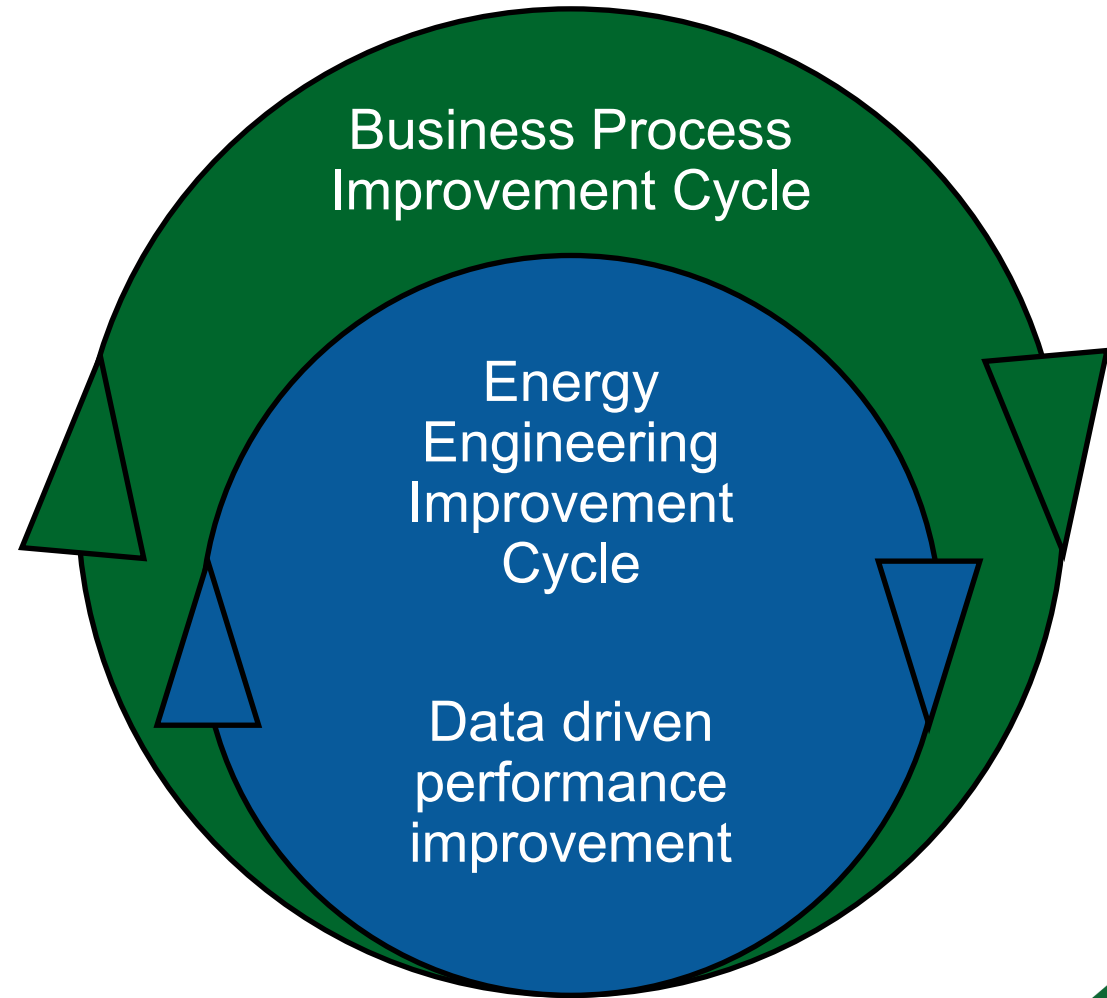 Business Process
Improvement Cycle
Energy
Engineering
Improvement
Cycle
Data driven
performance
improvement